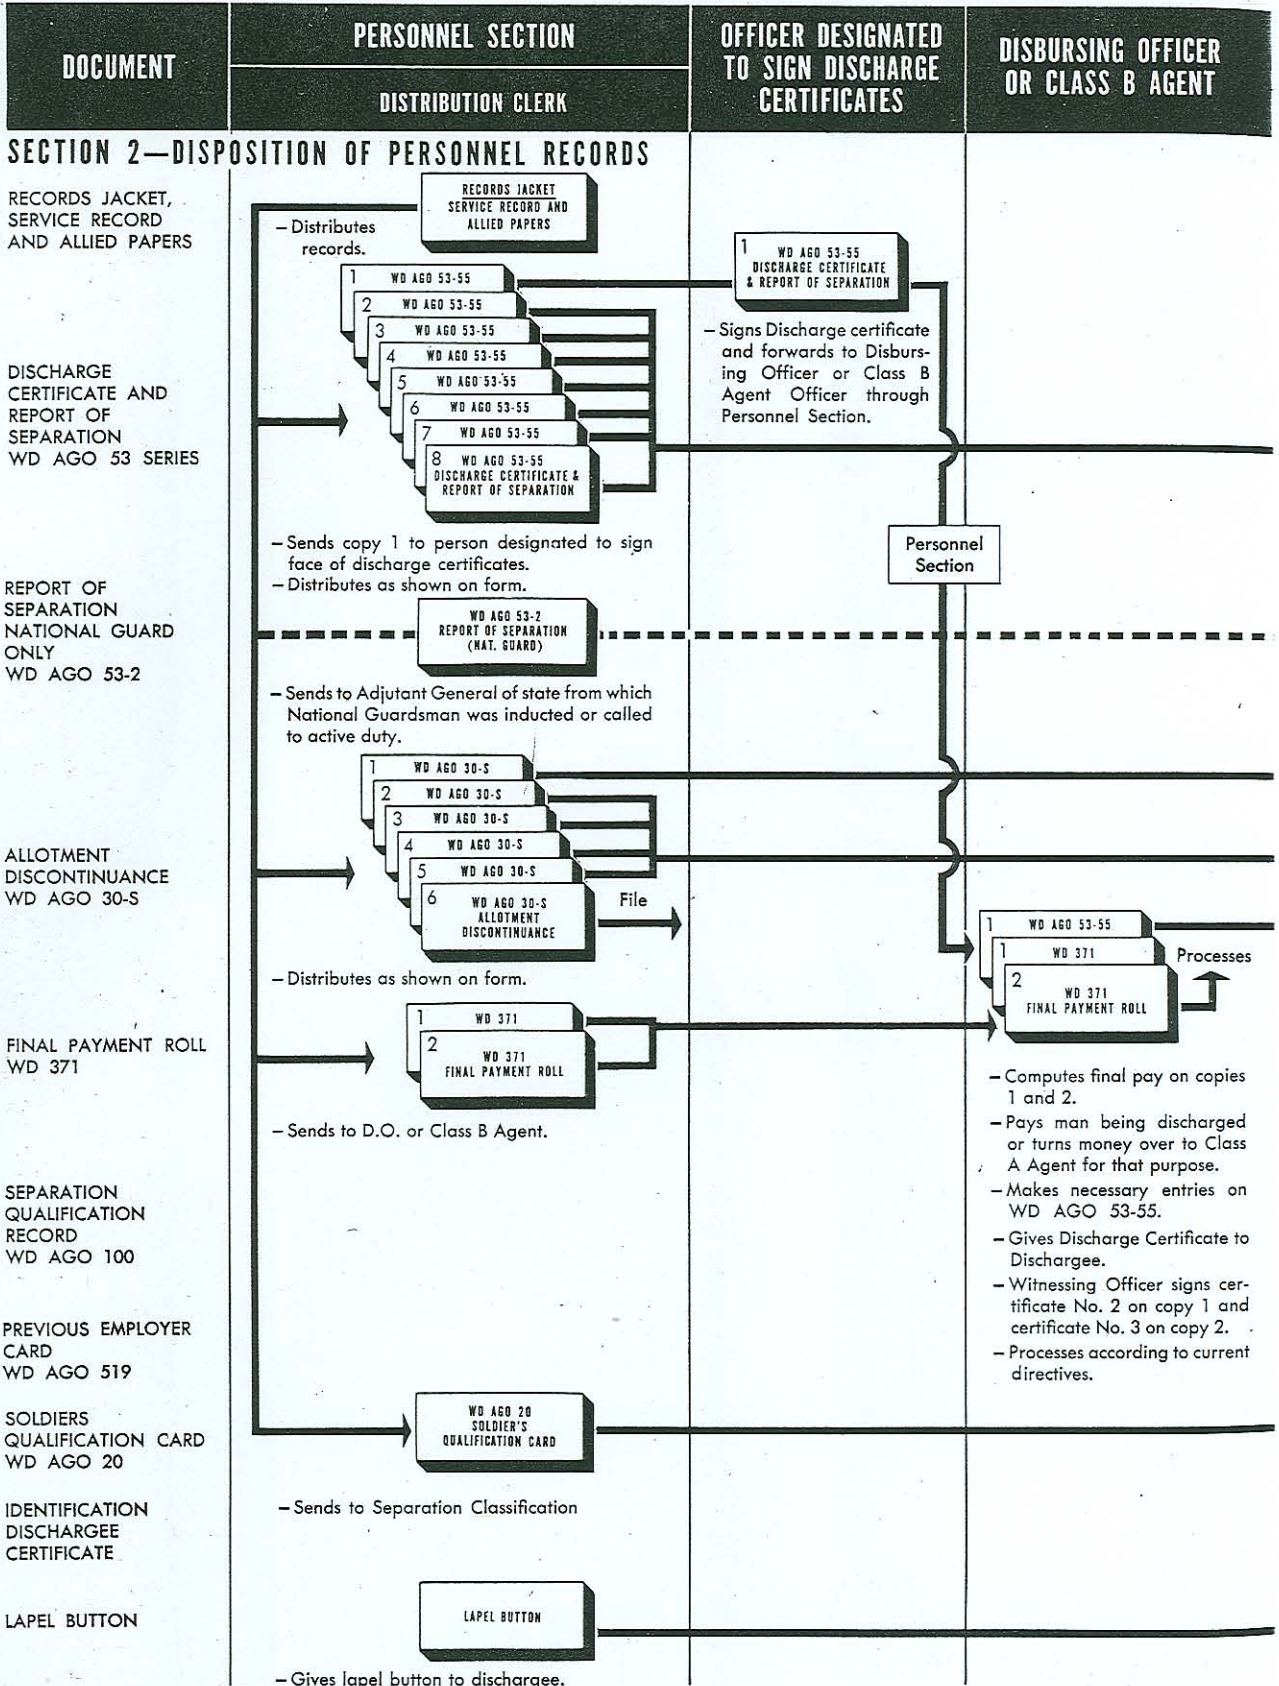 DOCUMENT
PERSONNEL SECTION
DISTRIBUTION CLERK
OFFICER DESIGNATED
TO SIGN DISCHARGE
CERTIFICATES
DISBURSING OFFICER
OR CLASS B AGENT
SECTION 2—DISPOSITION OF PERSONNEL RECORDS
RECORDS JACKET,
SERVICE RECORD
AND ALLIED PAPERS
RECORDS JACKET
SERVICE RECORD AND
ALLIED PAPERS
– Distributes
records.
1 WD AGO 53-55
2 WD AGO 53-55
3 WD AGO 53-55
4 WD AGO 53-55
5 WD AGO 53-55
6 WD AGO 53-55
7 WD AGO 53-55
8 WD AGO 53-55
DISCHARGE CERTIFICATE &
REPORT OF SEPARATION
1 WD AGO 53-55
DISCHARGE CERTIFICATE
& REPORT OF SEPARATION
– Signs Discharge certificate
and forwards to Disburs-
ing Officer or Class B
Agent Officer through
Personnel Section.
DISCHARGE
CERTIFICATE AND
REPORT OF
SEPARATION
WD AGO 53 SERIES
– Sends copy 1 to person designated to sign
face of discharge certificates.
– Distributes as shown on form.
Personnel
Section
REPORT OF
SEPARATION
NATIONAL GUARD
ONLY
WD AGO 53-2
WD AGO 53-2
REPORT OF SEPARATION
(NAT. GUARD)
– Sends to Adjutant General of state from which
National Guardsman was inducted or called
to active duty.
1 WD AGO 30-S
2 WD AGO 30-S
3 WD AGO 30-S
4 WD AGO 30-S
5 WD AGO 30-S
6 WD AGO 30-S
ALLOTMENT
DISCONTINUANCE
File
ALLOTMENT
DISCONTINUANCE
WD AGO 30-S
– Distributes as shown on form.
1 WD AGO 53-55
1 WD 371
2 WD 371
FINAL PAYMENT ROLL
Processes
FINAL PAYMENT ROLL
WD 371
1 WD 371
2 WD 371
FINAL PAYMENT ROLL
– Sends to D.O. or Class B Agent.
– Computes final pay on copies
1 and 2.
– Pays man being discharged
or turns money over to Class
A Agent for that purpose.
– Makes necessary entries on
WD AGO 53-55.
– Gives Discharge Certificate to
Dischargee.
– Witnessing Officer signs cer-
tificate No. 2 on copy 1 and
certificate No. 3 on copy 2.
– Processes according to current
directives.
SEPARATION
QUALIFICATION
RECORD
WD AGO 100
PREVIOUS EMPLOYER
CARD
WD AGO 519
SOLDIERS
QUALIFICATION CARD
WD AGO 20
WD AGO 20
SOLDIER'S
QUALIFICATION CARD
– Sends to Separation Classification
IDENTIFICATION
DISCHARGEE
CERTIFICATE
LAPEL BUTTON
LAPEL BUTTON
– Gives lapel button to dischargee.